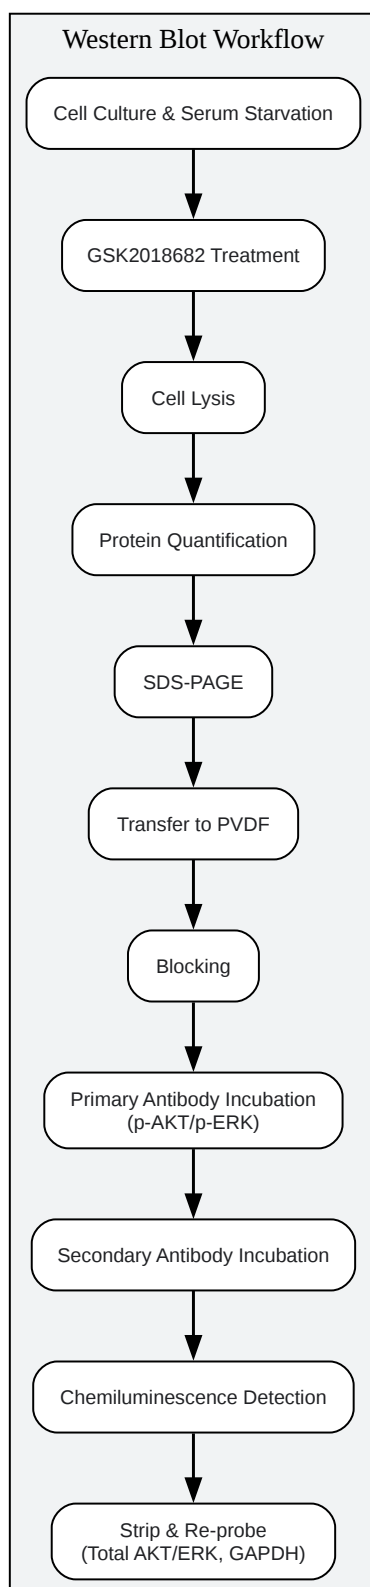 Western Blot Workflow
Cell Culture & Serum Starvation
GSK2018682 Treatment
Cell Lysis
Protein Quantification
SDS-PAGE
Transfer to PVDF
Blocking
Primary Antibody Incubation
(p-AKT/p-ERK)
Secondary Antibody Incubation
Chemiluminescence Detection
Strip & Re-probe
(Total AKT/ERK, GAPDH)